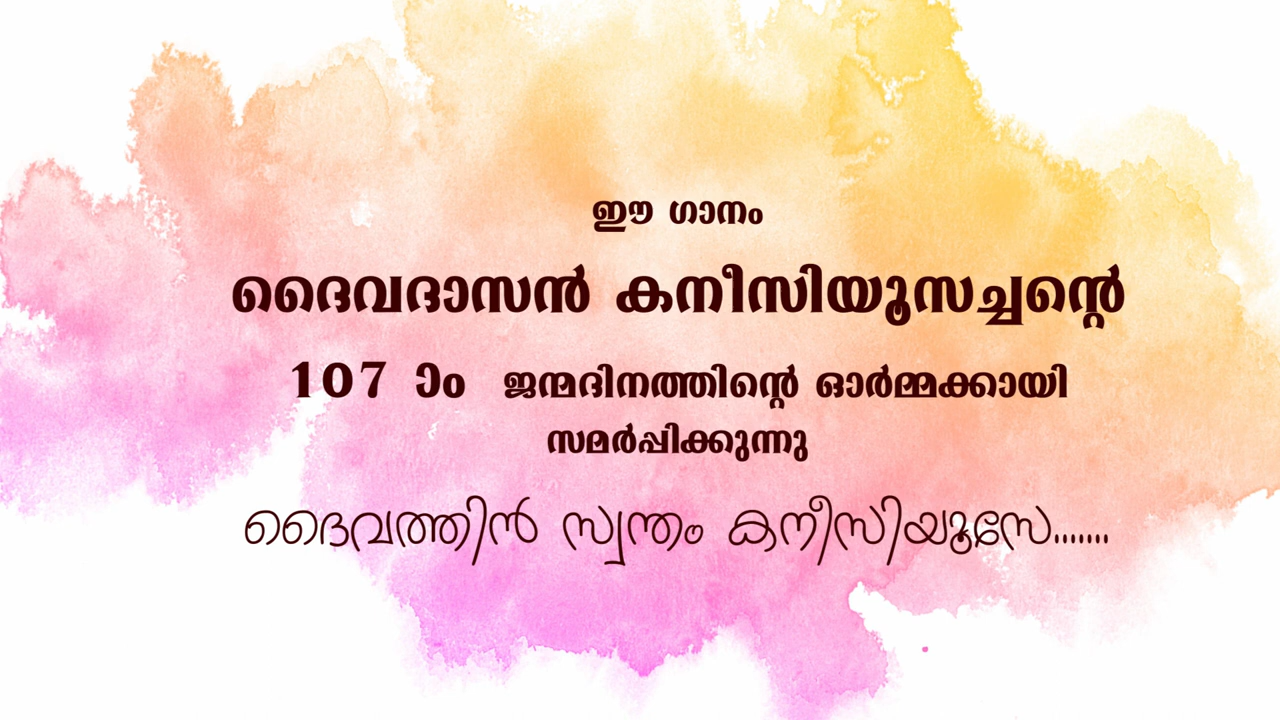 ഈ ഗാനം
ദൈവദാസൻ കനീസിയൂസച്ചന്റെ
107 ാം ജന്മദിനത്തിന്റെ ഓർമ്മക്കായി
സമർപ്പിക്കുന്നു
ദൈവത്തിൻ സ്വന്തം കനീസിയൂസേ.......